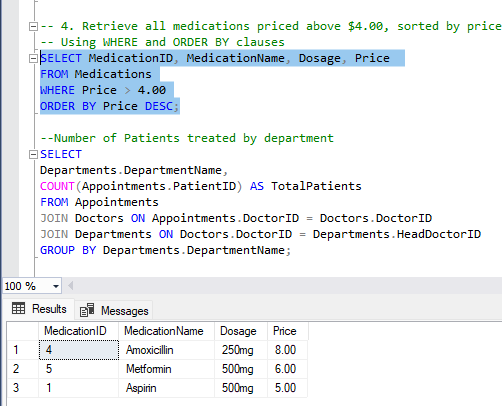 -- 4. Retrieve all medications priced above $4.00, sorted by price
-- Using WHERE and ORDER BY clauses
SELECT MedicationID, MedicationName, Dosage, Price
FROM Medications
WHERE Price > 4.00
ORDER BY Price DESC;
--Number of Patients treated by department
SELECT
Departments.DepartmentName,
COUNT(Appointments.PatientID) AS TotalPatients
FROM Appointments
JOIN Doctors ON Appointments.DoctorID = Doctors.DoctorID
JOIN Departments ON Doctors.DoctorID = Departments.HeadDoctorID
GROUP BY Departments.DepartmentName;
100 %
Results Messages
MedicationID MedicationName Dosage Price
1 4 Amoxicillin 250mg 8.00
2 5 Metformin 500mg 6.00
3 1 Aspirin 500mg 5.00